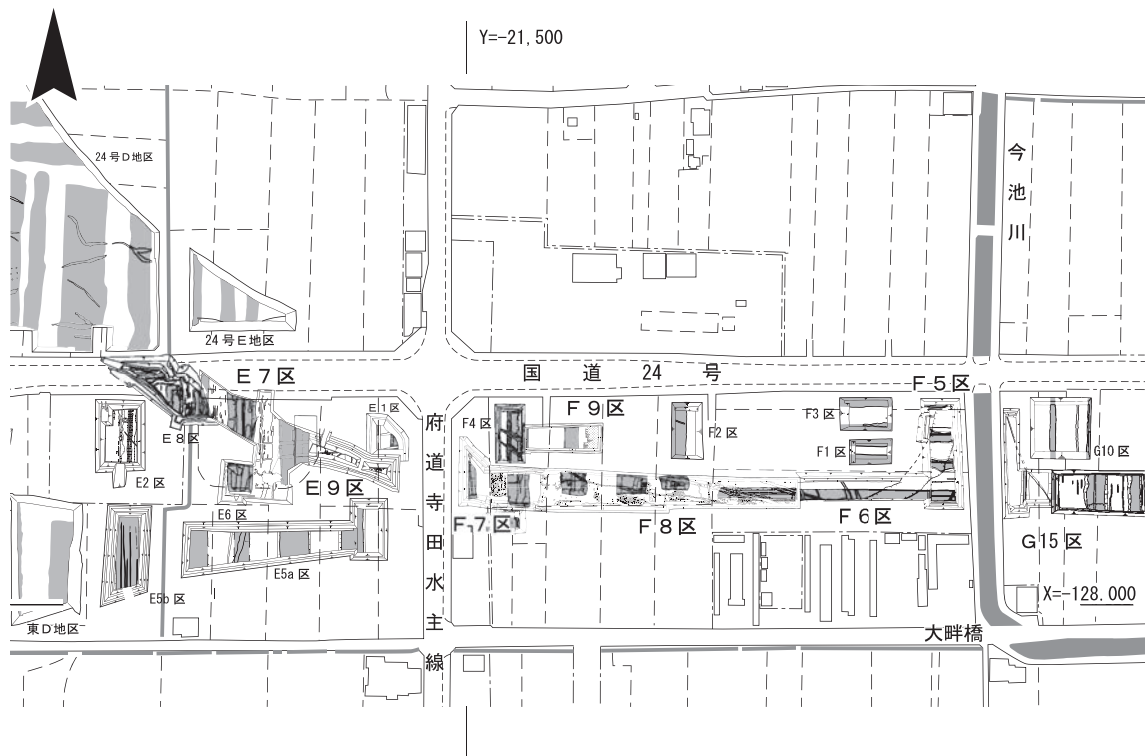 Y=-21,500
24号D地区
今池川
24号E地区
国道24号
E7区
F5区
E1区
F4
F9区
F3区
F2区
F1区
E8区
G10区
E2区
E9区
府道寺田水主線
E6区
F7区
F8区
F6区
G15区
E5a区
E5b区
X=-128.000
東D地区
大畔橋